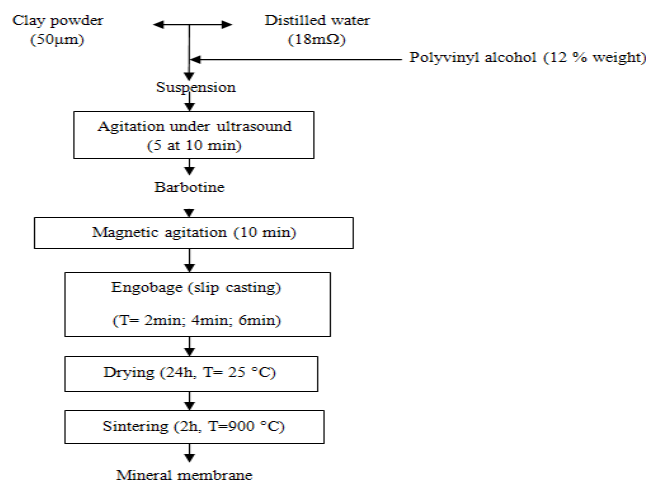 Clay powder
(50µm)
Distilled water
(18mΩ)
Polyvinyl alcohol (12 % weight)
Suspension
Agitation under ultrasound
(5 at 10 min)
Barbotine
Magnetic agitation (10 min)
Engobage (slip casting)
(T= 2min; 4min; 6min)
Drying (24h, T= 25 °C)
Sintering (2h, T=900 °C)
Mineral membrane